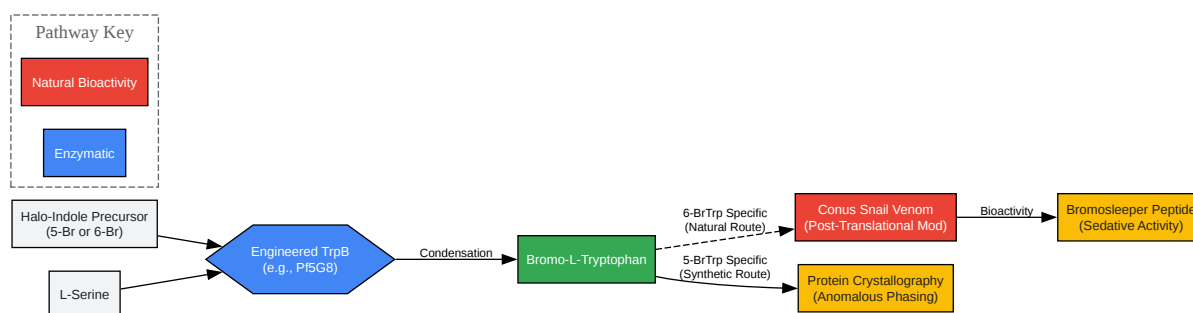 Pathway Key
Natural Bioactivity
Enzymatic
Halo-Indole Precursor
(5-Br or 6-Br)
L-Serine
Engineered TrpB
(e.g., Pf5G8)
Condensation
Bromo-L-Tryptophan
6-BrTrp Specific
(Natural Route)
5-BrTrp Specific
(Synthetic Route)
Conus Snail Venom
(Post-Translational Mod)
Bioactivity
Bromosleeper Peptide
(Sedative Activity)
Protein Crystallography
(Anomalous Phasing)